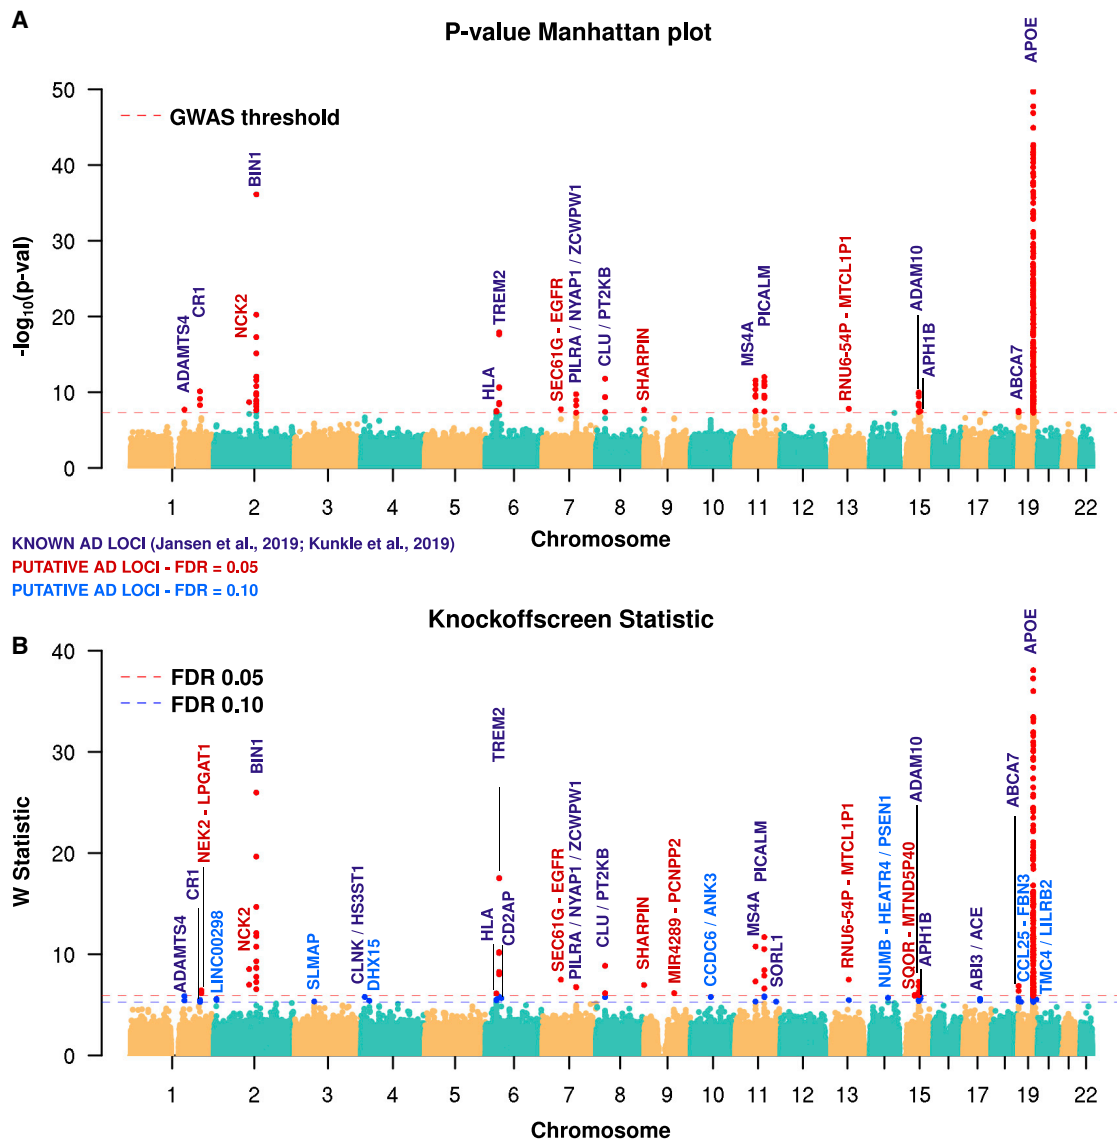 A
P-value Manhattan plot
APOE
50
GWAS threshold
40
BIN1
PILRA / NYAP1 / ZCWPW1
30
-log10(p-val)
CR1
NCK2
TREM2
SEC61G - EGFR
CLU / PT2KB
RNU6-54P - MTCL1P1
ADAM10
PICALM
20
ADAMTS4
HLA
SHARPIN
MS4A
APH1B
ABCA7
10
0
1 2 3 4 5 6 7 8 9 10 11 12 13 14 15 17 19 22
Chromosome
KNOWN AD LOCI (Jansen et al., 2019; Kunkle et al., 2019)
PUTATIVE AD LOCI - FDR = 0.05
PUTATIVE AD LOCI - FDR = 0.10
B
Knockoffscreen Statistic
APOE
40
FDR 0.05
FDR 0.10
NEK2 - LPGAT1
BIN1
TREM2
ADAM10
ABCA7
30
W Statistic
CR1
CLNK / HS3ST1
PILRA / NYAP1 / ZCWPW1
CLU / PT2KB
PICALM
RNU6-54P - MTCL1P1
NUMB - HEATR4 / PSEN1
20
ADAMTS4
LINC00298
NCK2
SLMAP
DHX15
HLA
CD2AP
SEC61G - EGFR
SHARPIN
MIR4289 - PCNPP2
CCDC6 / ANK3
MS4A
SORL1
SQOR - MTND5P40
APH1B
ABI3 / ACE
CCL25 - FBN3
TMC4 / LILRB2
10
0
1 2 3 4 5 6 7 8 9 10 11 12 13 14 15 17 19 22
Chromosome